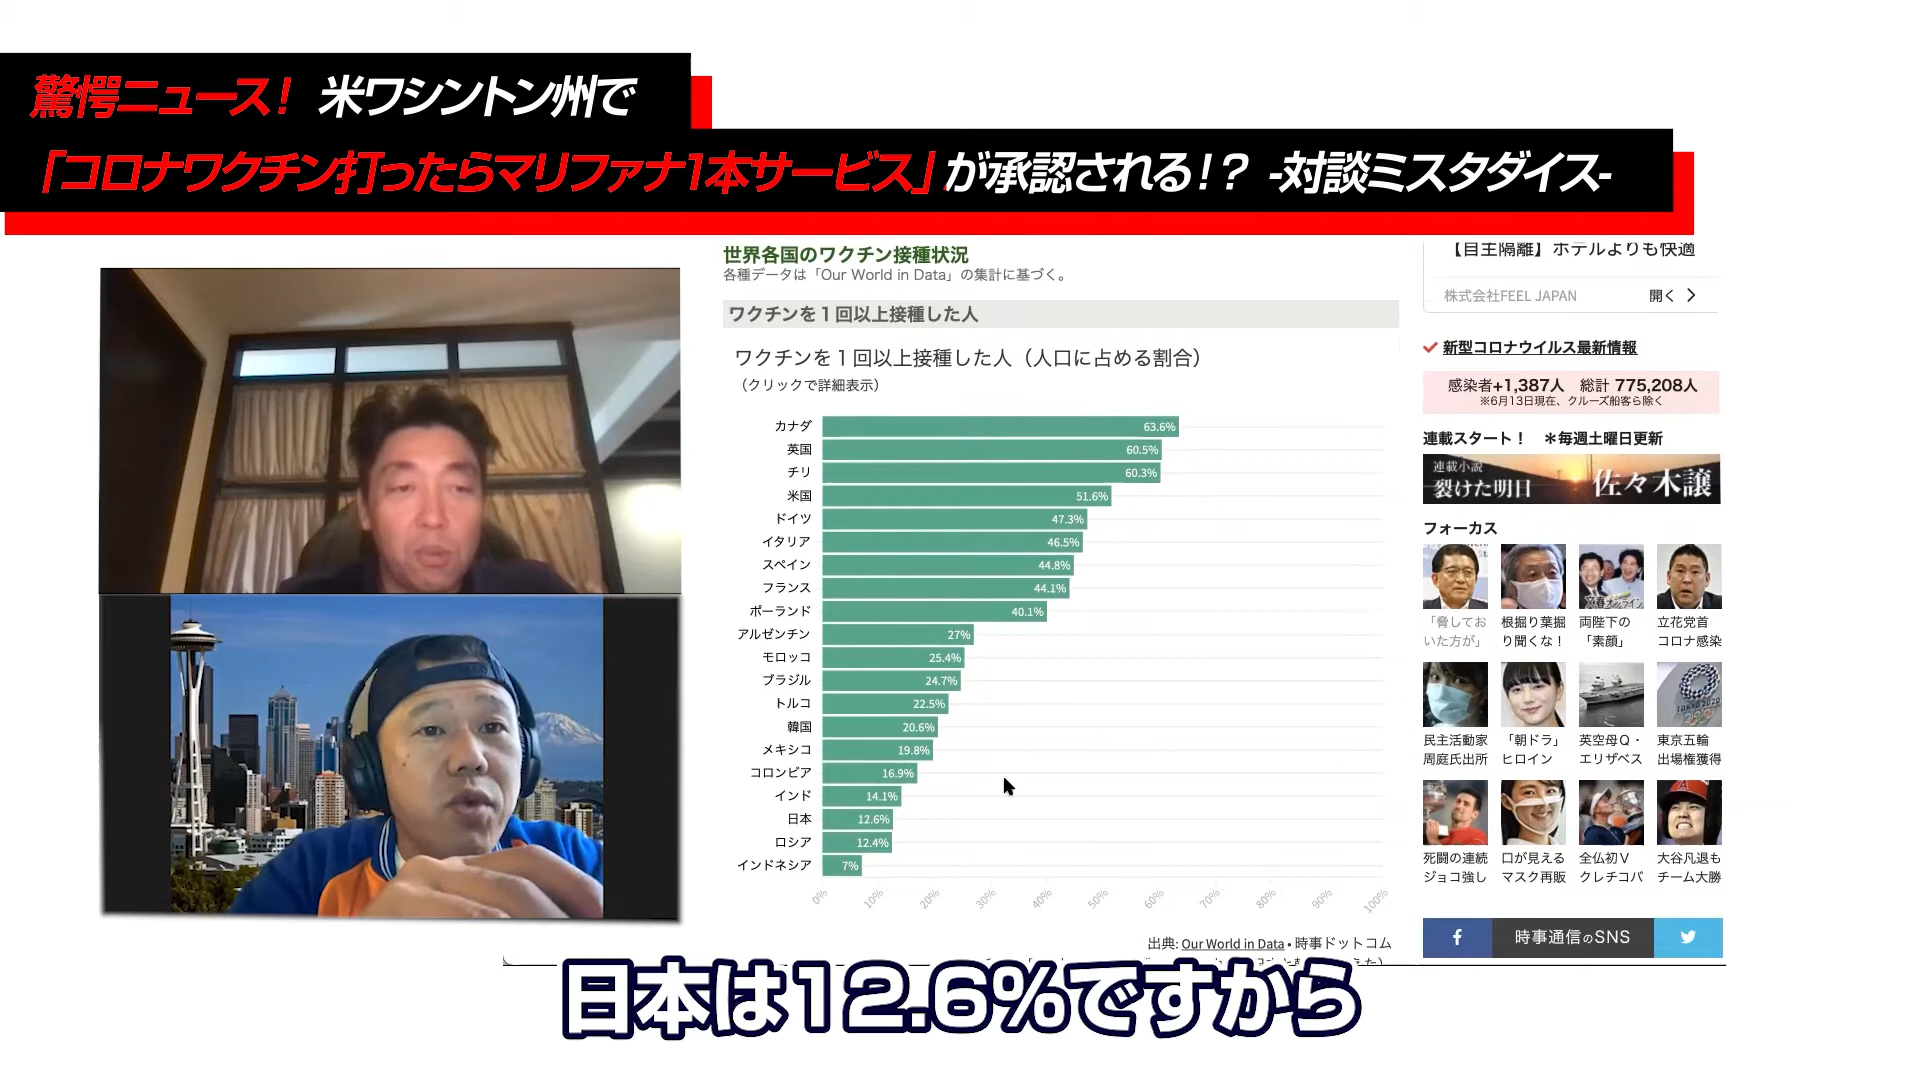 驚愕ニュース! 米ワシントン州で
「コロナワクチン打ったらマリファナ1本サービス」が承認される!? -対談ミスタダイス-
世界各国のワクチン接種状況
各種データは「Our World in Data」の集計に基づく。
ワクチンを1回以上接種した人
ワクチンを1回以上接種した人（人口に占める割合）
（クリックで詳細表示）
カナダ 63.6%
英国 60.5%
チリ 60.3%
米国 51.6%
ドイツ 47.3%
イタリア 46.5%
スペイン 44.8%
フランス 44.1%
ポーランド 40.1%
アルゼンチン 27%
モロッコ 25.4%
ブラジル 24.7%
トルコ 22.5%
韓国 20.6%
メキシコ 19.8%
コロンビア 16.9%
インド 14.1%
日本 12.6%
ロシア 12.4%
インドネシア 7%
0% 10% 20% 30% 40% 50% 60% 70% 80% 90% 100%
出典: Our World in Data • 時事ドットコム
【自主隔離】ホテルよりも快適
株式会社FEEL JAPAN 開く
新型コロナウイルス最新情報
感染者+1,387人 総計 775,208人
※6月13日現在、クルーズ船客ら除く
連載スタート！ ＊毎週土曜日更新
連載小説
裂けた明日 佐々木譲
フォーカス
「脅してお
いた方が」
根掘り葉掘
り聞くな！
両陛下の
「素顔」
立花党首
コロナ感染
民主活動家
周庭氏出所
「朝ドラ」
ヒロイン
英空母Q・
エリザベス
東京五輪
出場権獲得
死闘の連続
ジョコ強し
口が見える
マスク再販
全仏初V
クレチコバ
大谷凡退も
チーム大勝
時事通信のSNS
日本は12.6%ですから